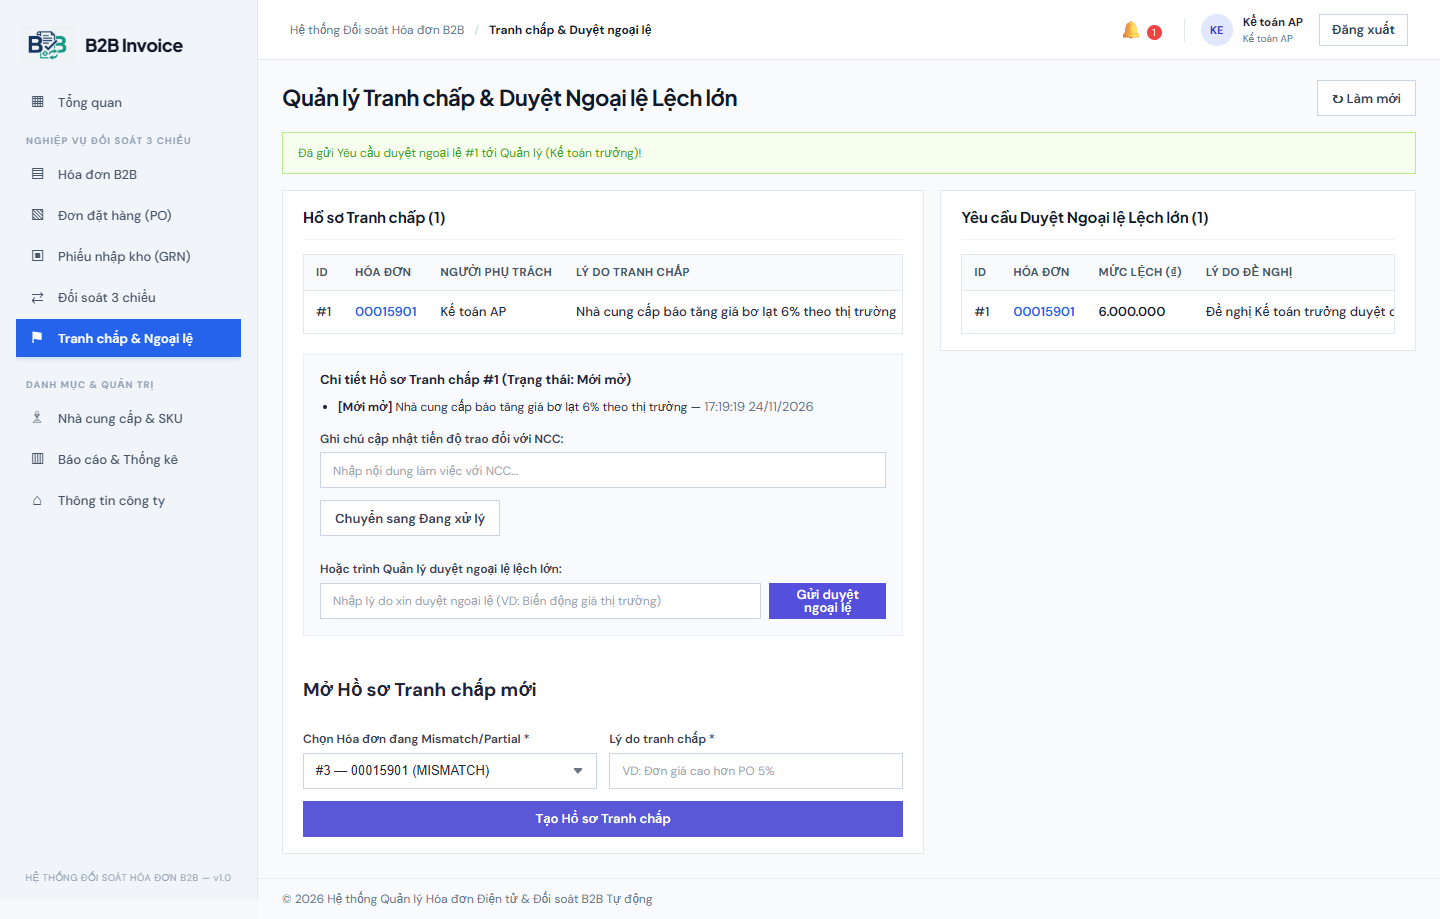 B2B Invoice
Tổng quan
NGHIỆP VỤ ĐỐI SOÁT 3 CHIỀU
Hóa đơn B2B
Đơn đặt hàng (PO)
Phiếu nhập kho (GRN)
Đối soát 3 chiều
Tranh chấp & Ngoại lệ
DANH MỤC & QUẢN TRỊ
Nhà cung cấp & SKU
Báo cáo & Thống kê
Thông tin công ty
HỆ THỐNG ĐỐI SOÁT HÓA ĐƠN B2B — v1.0
Hệ thống Đối soát Hóa đơn B2B / Tranh chấp & Duyệt ngoại lệ
1
KE
Kế toán AP
Kế toán AP
Đăng xuất
Quản lý Tranh chấp & Duyệt Ngoại lệ Lệch lớn
↻ Làm mới
Đã gửi Yêu cầu duyệt ngoại lệ #1 tới Quản lý (Kế toán trưởng)!
Hồ sơ Tranh chấp (1)
ID HÓA ĐƠN NGƯỜI PHỤ TRÁCH LÝ DO TRANH CHẤP
#1 00015901 Kế toán AP Nhà cung cấp báo tăng giá bơ lạt 6% theo thị trường
Chi tiết Hồ sơ Tranh chấp #1 (Trạng thái: Mới mở)
• [Mới mở] Nhà cung cấp báo tăng giá bơ lạt 6% theo thị trường — 17:19:19 24/11/2026
Ghi chú cập nhật tiến độ trao đổi với NCC:
Nhập nội dung làm việc với NCC...
Chuyển sang Đang xử lý
Hoặc trình Quản lý duyệt ngoại lệ lệch lớn:
Nhập lý do xin duyệt ngoại lệ (VD: Biến động giá thị trường)
Gửi duyệt
ngoại lệ
Mở Hồ sơ Tranh chấp mới
Chọn Hóa đơn đang Mismatch/Partial *
#3 — 00015901 (MISMATCH)
Lý do tranh chấp *
VD: Đơn giá cao hơn PO 5%
Tạo Hồ sơ Tranh chấp
Yêu cầu Duyệt Ngoại lệ Lệch lớn (1)
ID HÓA ĐƠN MỨC LỆCH (₫) LÝ DO ĐỀ NGHỊ
#1 00015901 6.000.000 Đề nghị Kế toán trưởng duyệt
© 2026 Hệ thống Quản lý Hóa đơn Điện tử & Đối soát B2B Tự động